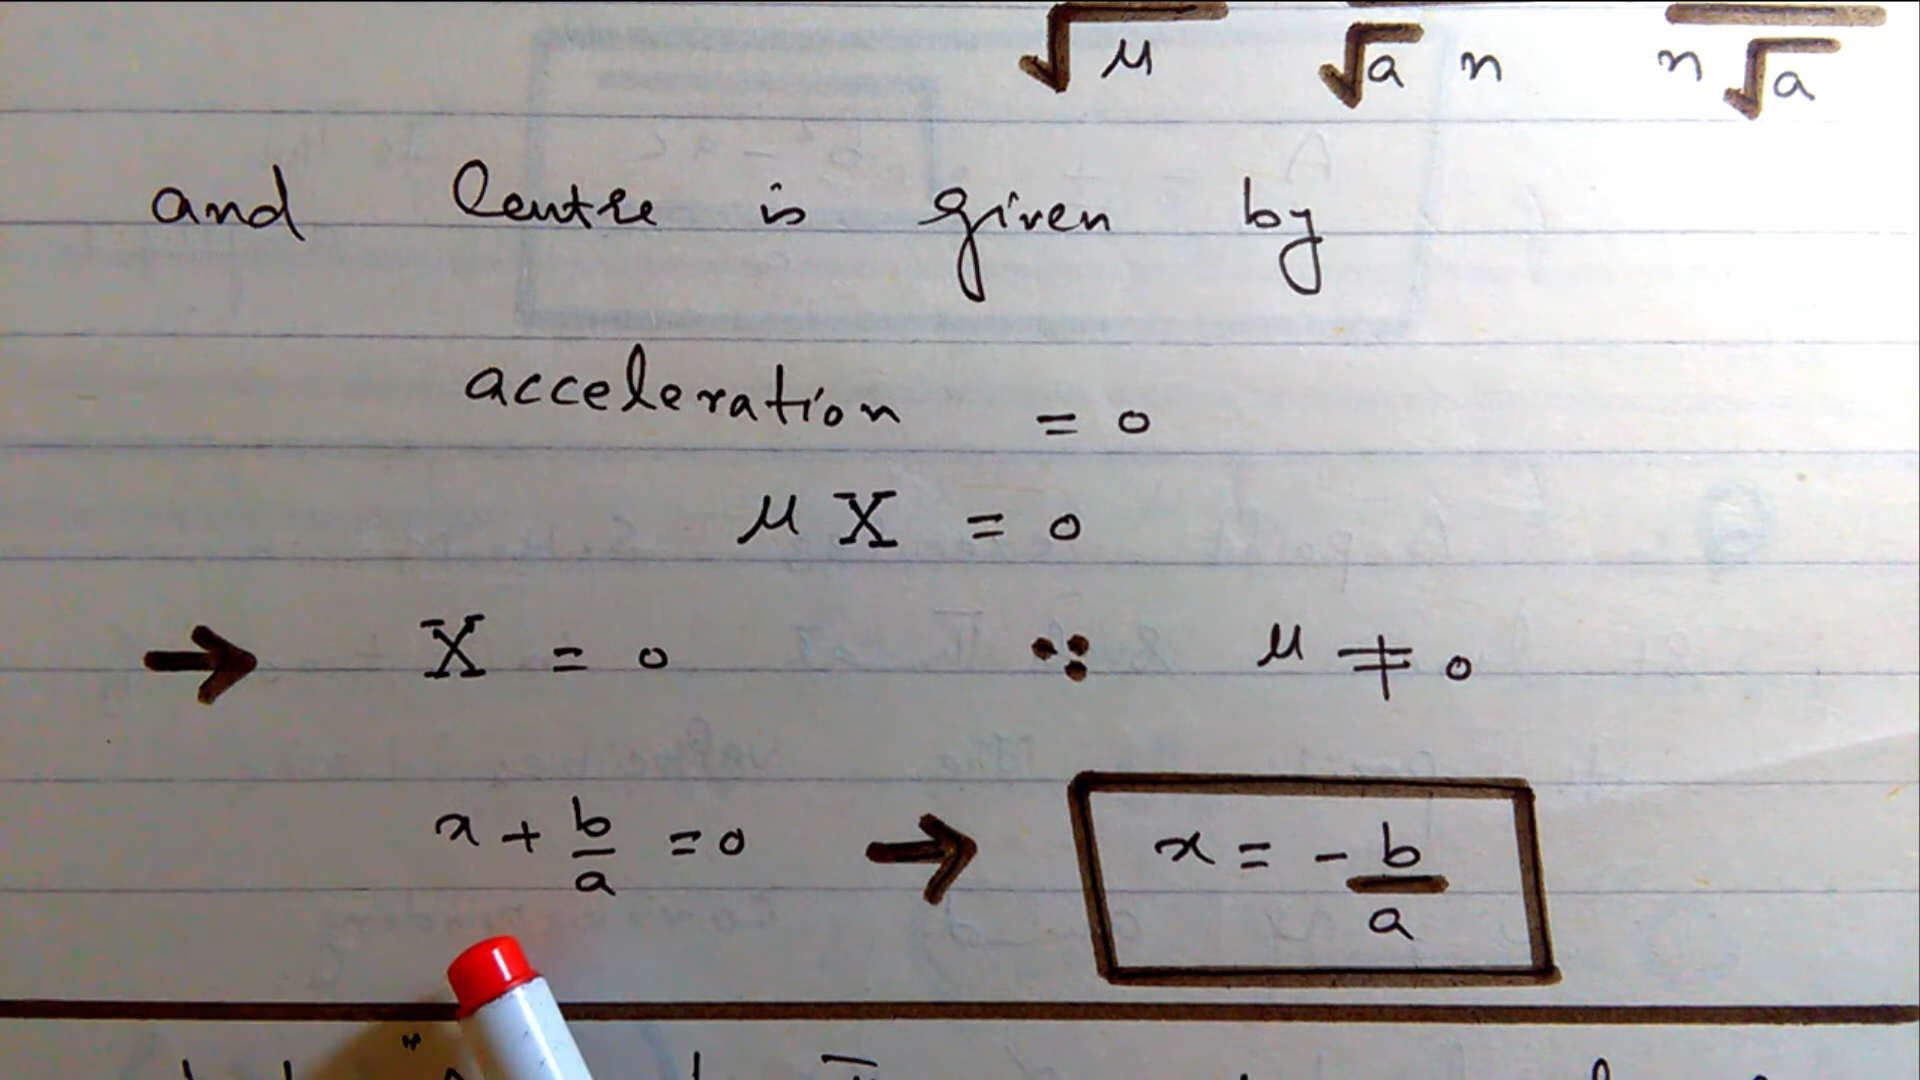 √μ √a n n√a
and Centre is given by
acceleration = 0
μ X = 0
→ X = 0 ∵ μ ≠ 0
x + b/a = 0 → x = - b/a